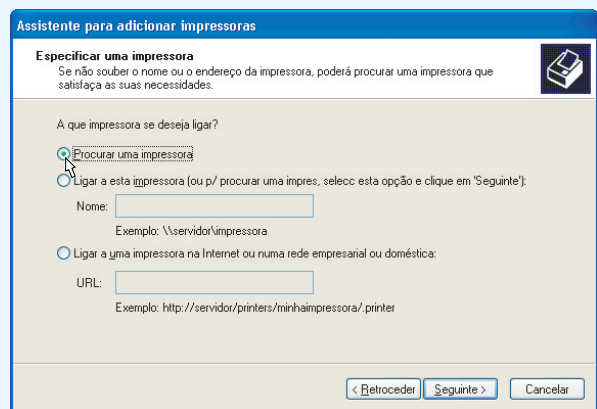 Assistente para adicionar impressoras
Especificar uma impressora
Se não souber o nome ou o endereço da impressora, poderá procurar uma impressora que
satisfaça as suas necessidades.
A que impressora se deseja ligar?
Procurar uma impressora
Ligar a esta impressora (ou p/ procurar uma impres, selecc esta opção e clique em 'Seguinte'):
Nome:
Exemplo: \\servidor\impressora
Ligar a uma impressora na Internet ou numa rede empresarial ou doméstica:
URL:
Exemplo: http://servidor/printers/minhaimpressora/.printer
< Retroceder Seguinte > Cancelar